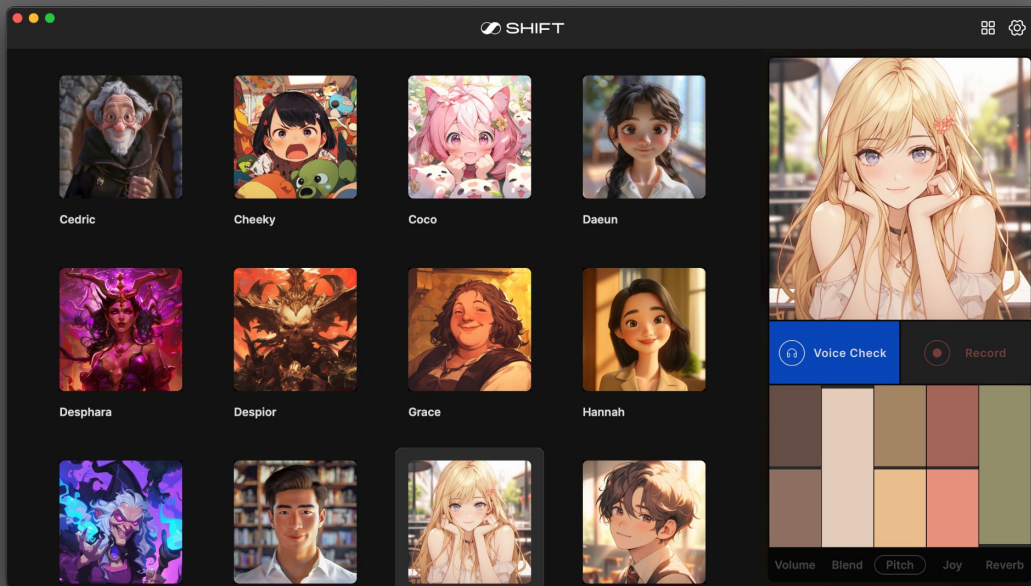 SHIFT
Cedric
Cheeky
Coco
Daeun
Desphara
Despior
Grace
Hannah
Voice Check
Record
Volume
Blend
Pitch
Joy
Reverb